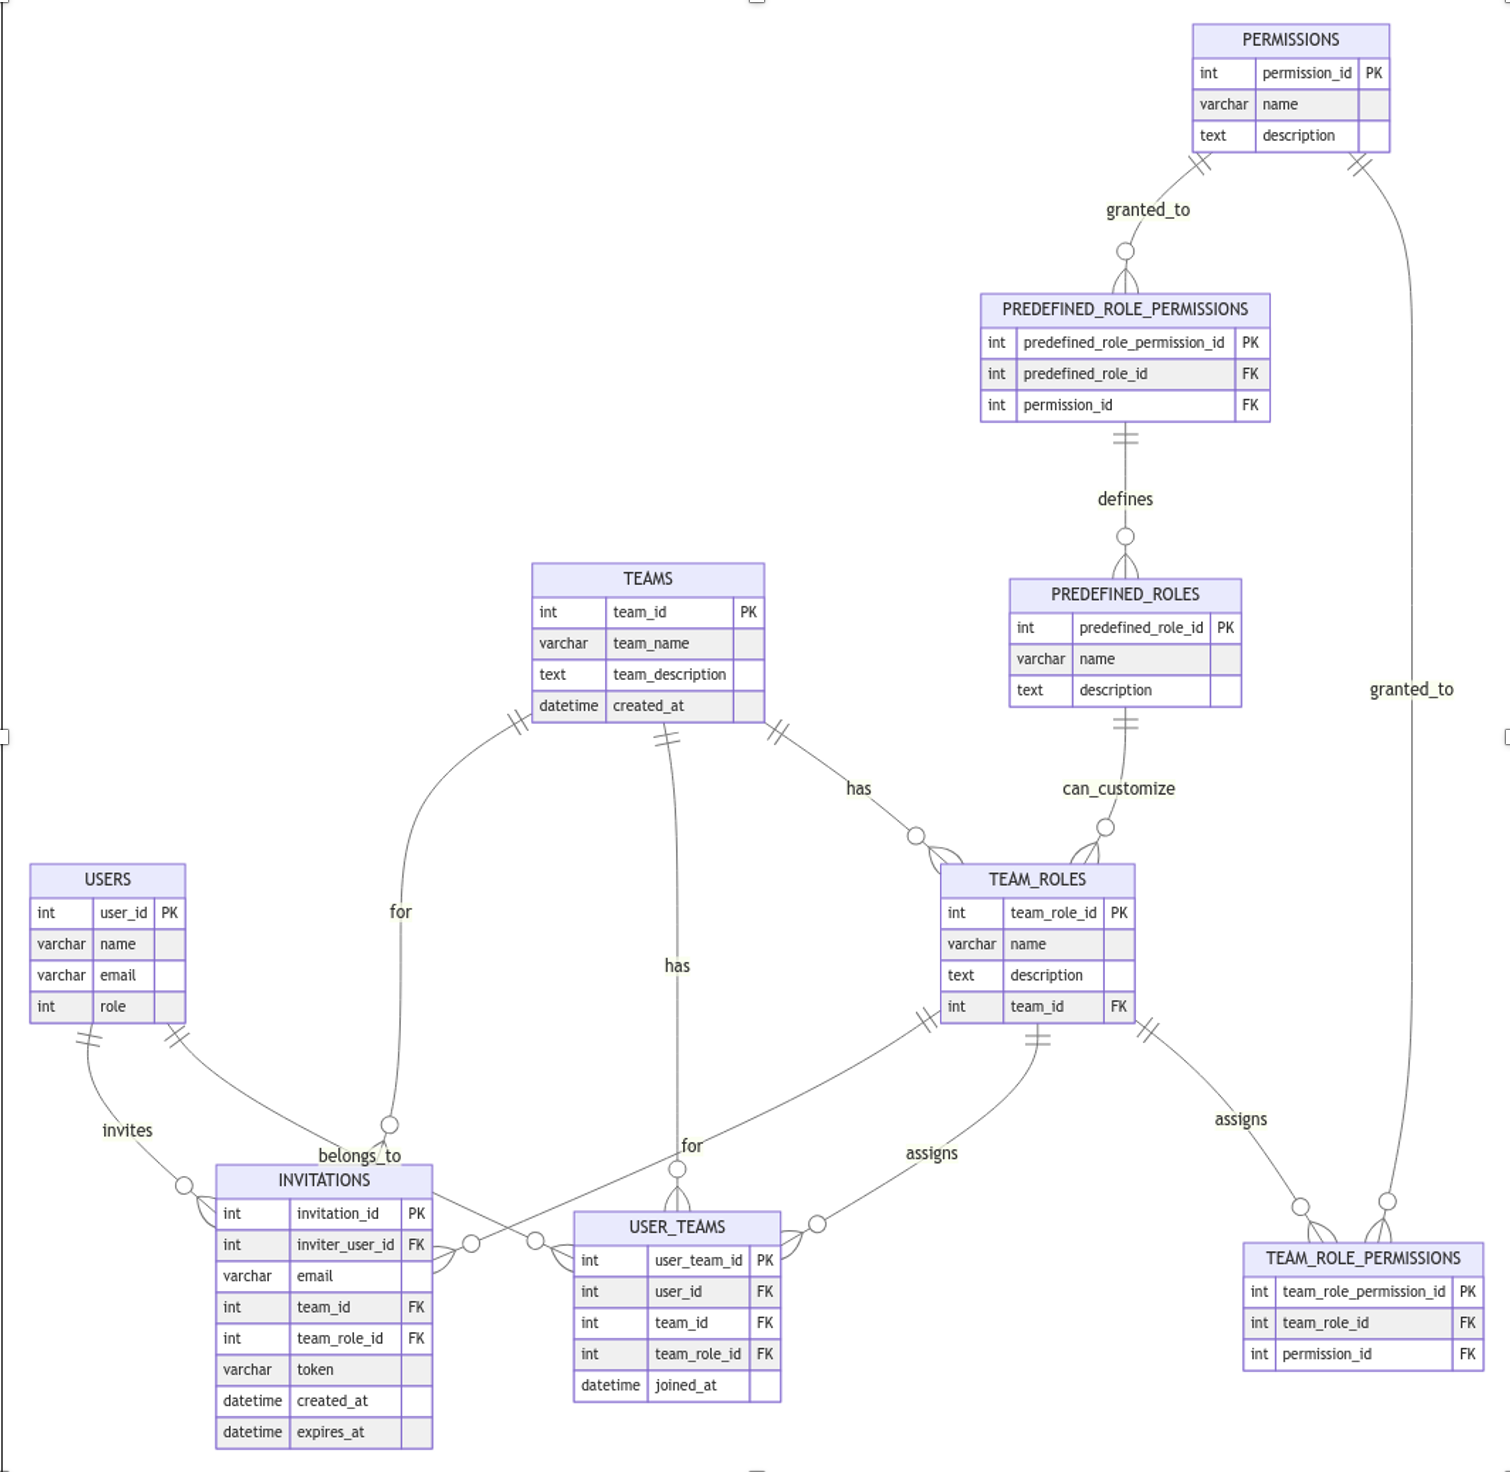 PERMISSIONS
int permission_id PK
varchar name
text description
granted_to
PREDEFINED_ROLE_PERMISSIONS
int predefined_role_permission_id PK
int predefined_role_id FK
int permission_id FK
defines
PREDEFINED_ROLES
int predefined_role_id PK
varchar name
text description
granted_to
TEAMS
int team_id PK
varchar team_name
text team_description
datetime created_at
has
can_customize
USERS
int user_id PK
varchar name
varchar email
int role
for
has
TEAM_ROLES
int team_role_id PK
varchar name
text description
int team_id FK
invites
belongs_to
for
assigns
assigns
INVITATIONS
int invitation_id PK
int inviter_user_id FK
varchar email
int team_id FK
int team_role_id FK
varchar token
datetime created_at
datetime expires_at
USER_TEAMS
int user_team_id PK
int user_id FK
int team_id FK
int team_role_id FK
datetime joined_at
TEAM_ROLE_PERMISSIONS
int team_role_permission_id PK
int team_role_id FK
int permission_id FK